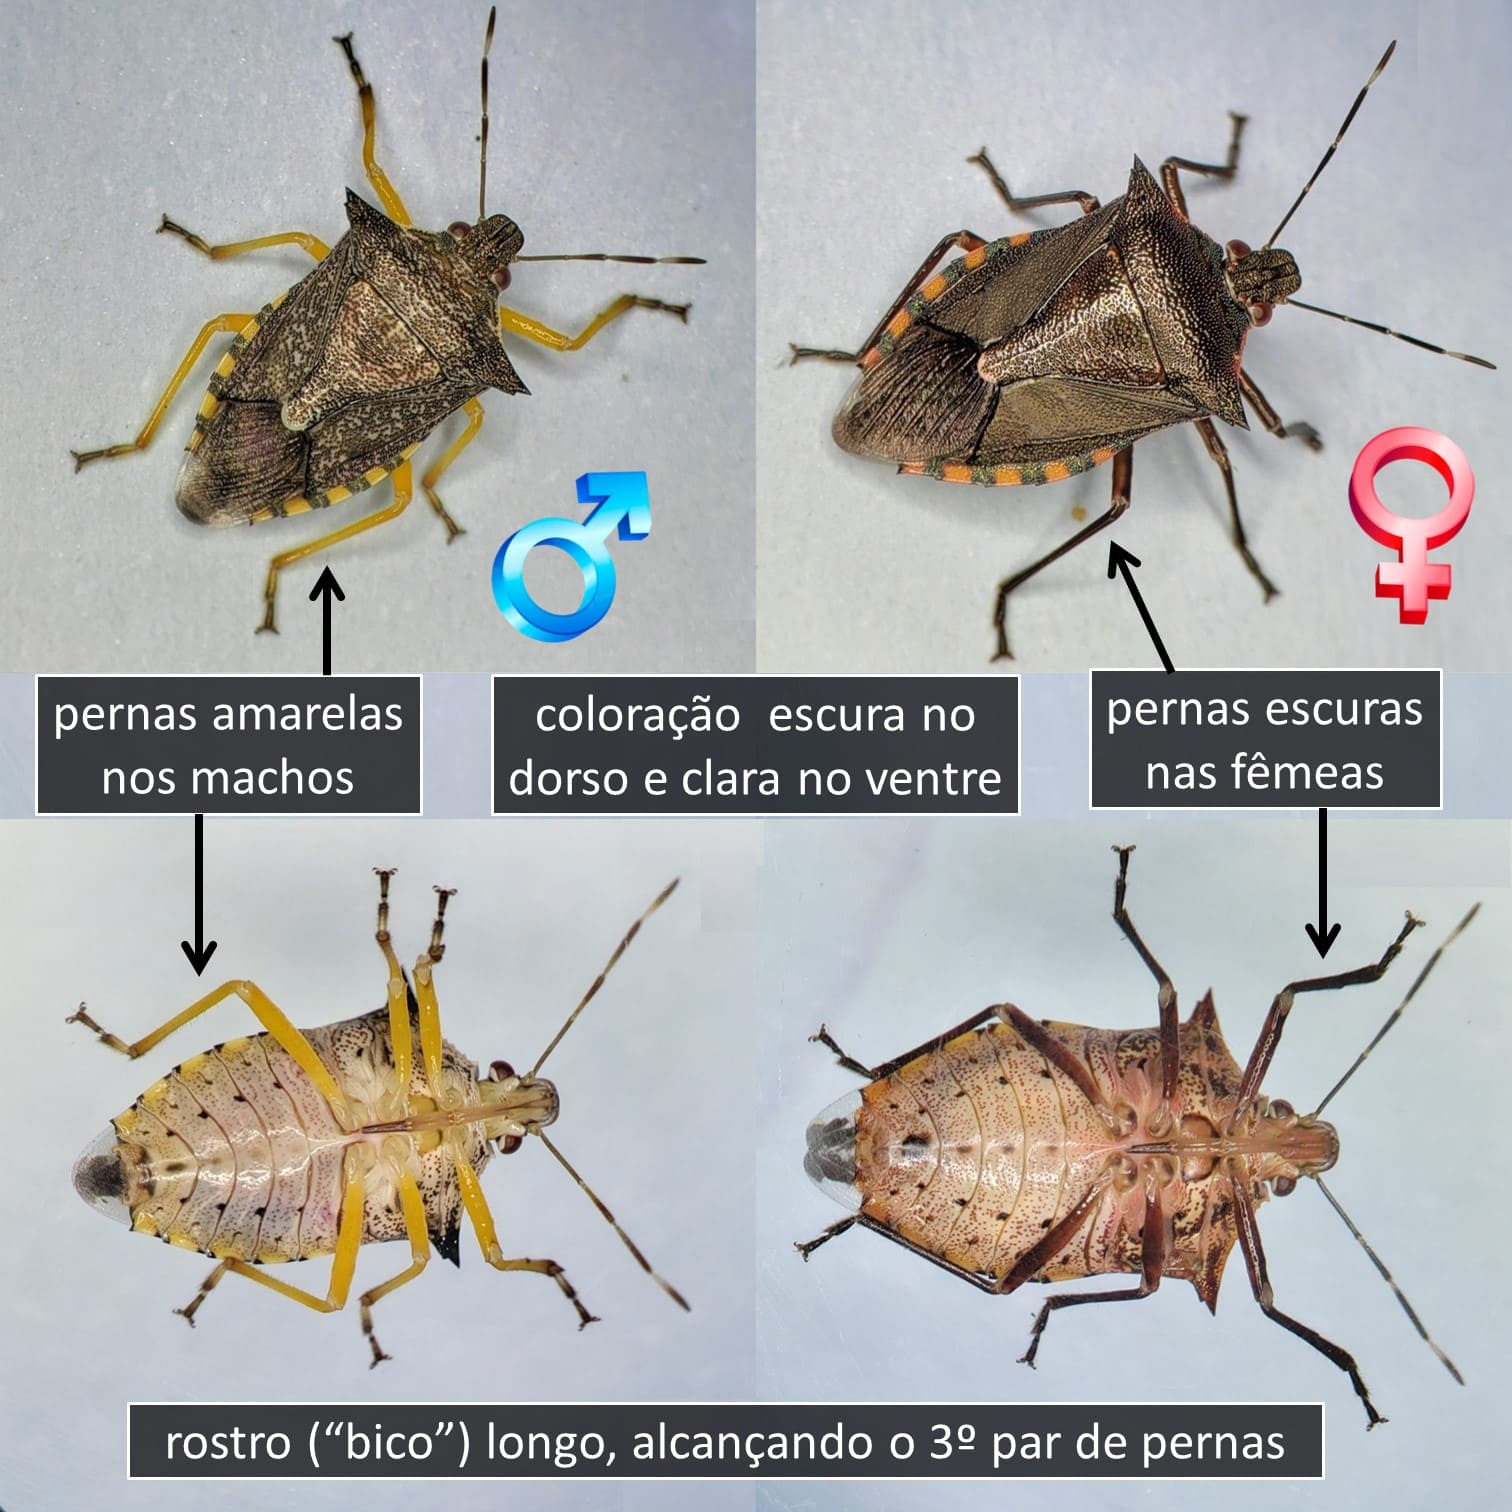 pernas amarelas
nos machos
coloração escura no
dorso e clara no ventre
pernas escuras
nas fêmeas
rostro (“bico”) longo, alcançando o 3º par de pernas